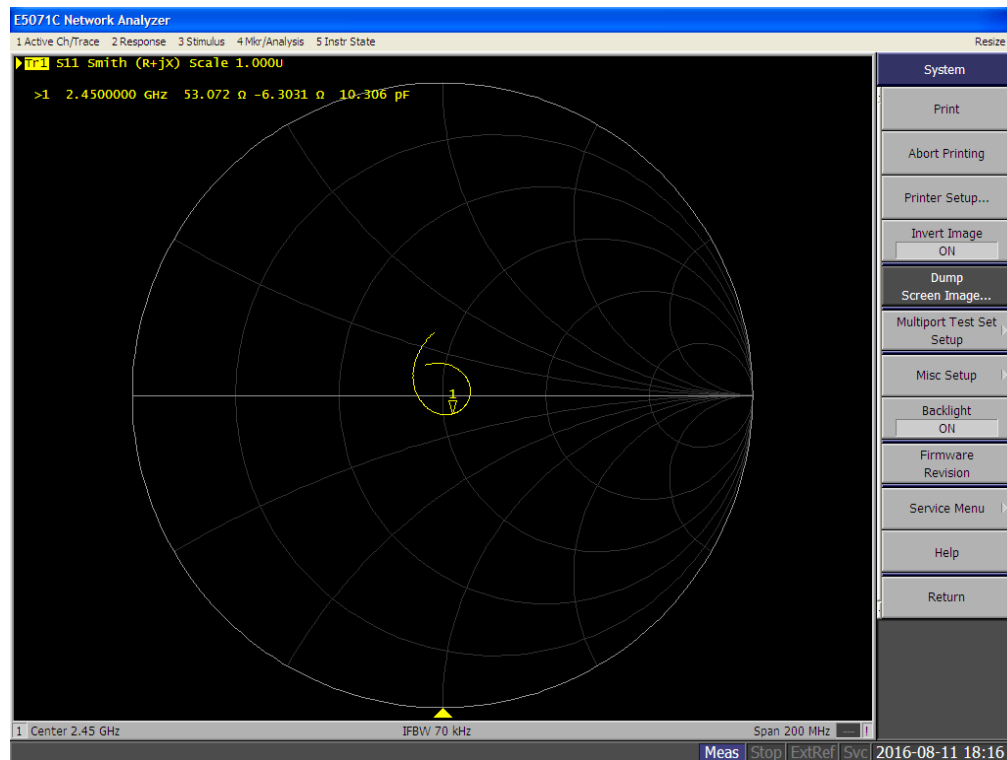 E5071C Network Analyzer
1 Active Ch/Trace 2 Response 3 Stimulus 4 Mkr/Analysis 5 Instr State Resize
Tr1 S11 Smith (R+jX) Scale 1.000U
>1 2.4500000 GHz 53.072 Ω -6.3031 Ω 10.306 pF
1
System
Print
Abort Printing
Printer Setup...
Invert Image
ON
Dump
Screen Image...
Multiport Test Set
Setup
Misc Setup
Backlight
ON
Firmware
Revision
Service Menu
Help
Return
1 Center 2.45 GHz IFBW 70 kHz Span 200 MHz --- !
Meas Stop ExtRef Svc 2016-08-11 18:16